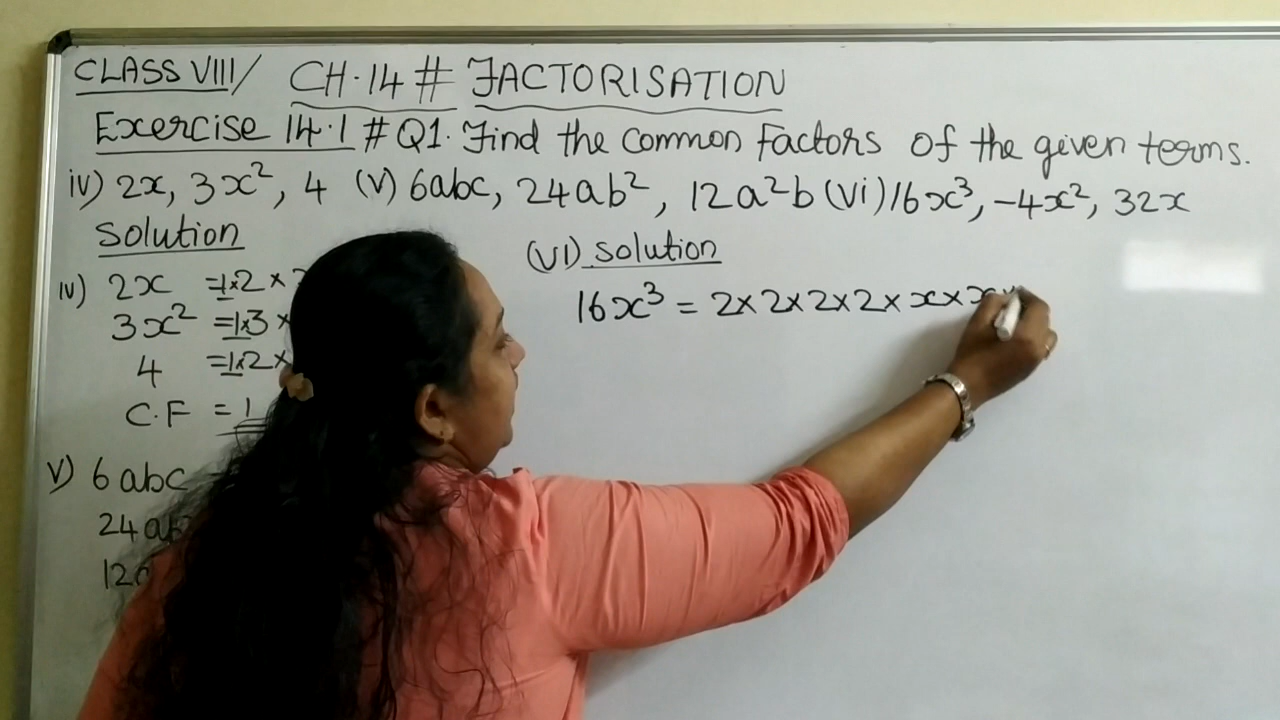 CLASS VIII/ CH.14 # FACTORISATION
Exercise 14.1 # Q1. Find the common factors of the given terms.
iv) 2x, 3x², 4 (v) 6abc, 24ab², 12a²b (vi) 16x³, -4x², 32x
Solution
iv) 2x = 1×2×
3x² = 1×3×
4 = 1×2×
C.F = 1
v) 6abc
24ab²
12a
(VI) solution
16x³ = 2×2×2×2×x×x×